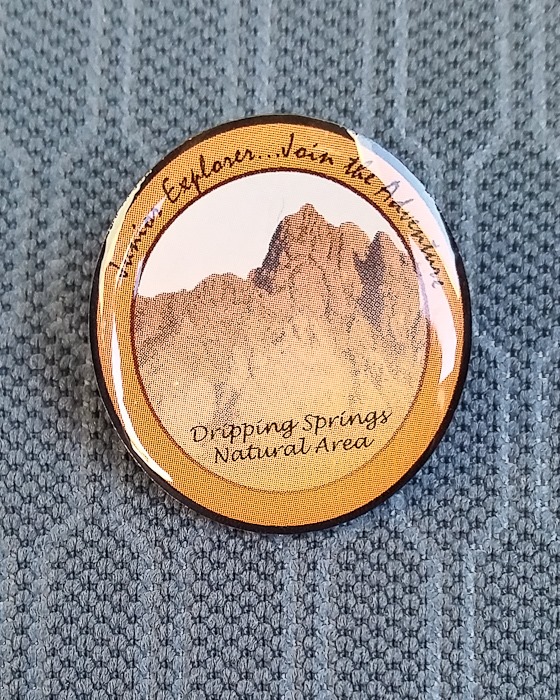 Junior Explorer...Join the Adventure
Dripping Springs
Natural Area